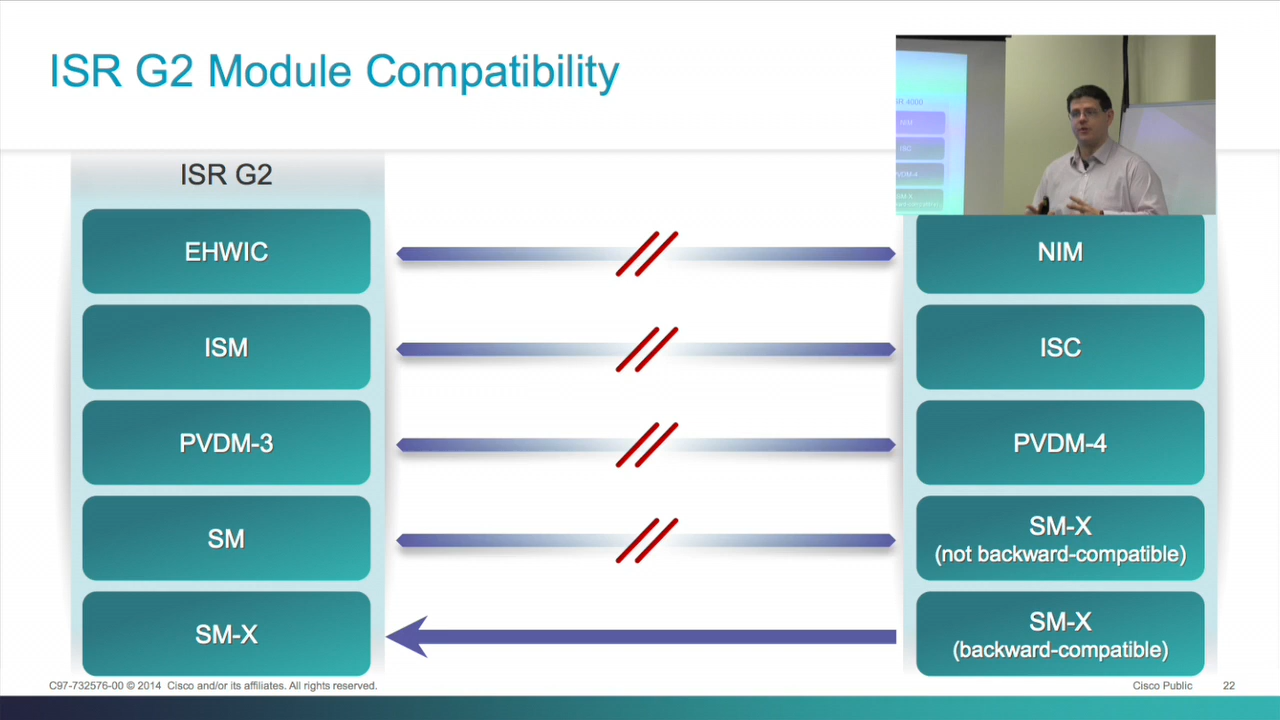 ISR G2 Module Compatibility
ISR G2
EHWIC
NIM
ISM
ISC
PVDM-3
PVDM-4
SM
SM-X
(not backward-compatible)
SM-X
SM-X
(backward-compatible)
C97-732576-00 © 2014 Cisco and/or its affiliates. All rights reserved.
Cisco Public
22
NIM
ISC